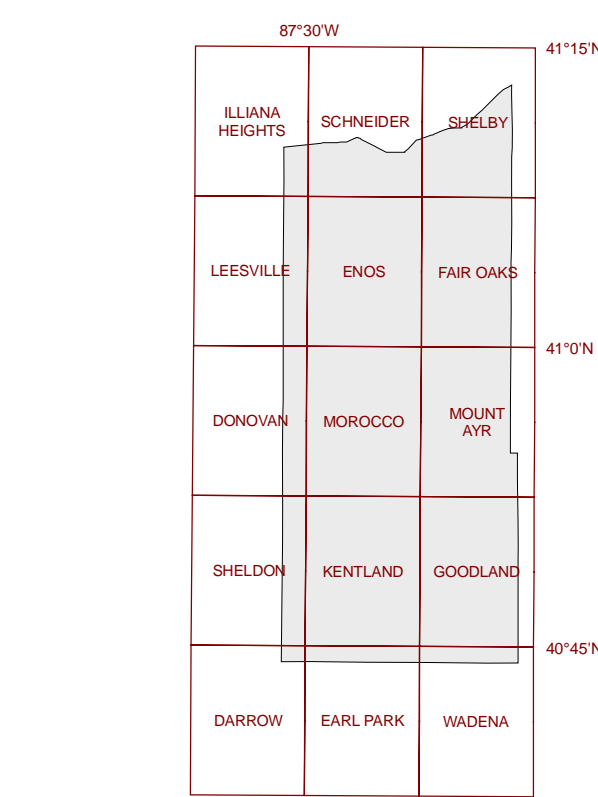 87°30'W
41°15'N
ILLIANA
HEIGHTS
SCHNEIDER
SHELBY
LEESVILLE
ENOS
FAIR OAKS
41°0'N
DONOVAN
MOROCCO
MOUNT
AYR
SHELDON
KENTLAND
GOODLAND
40°45'N
DARROW
EARL PARK
WADENA